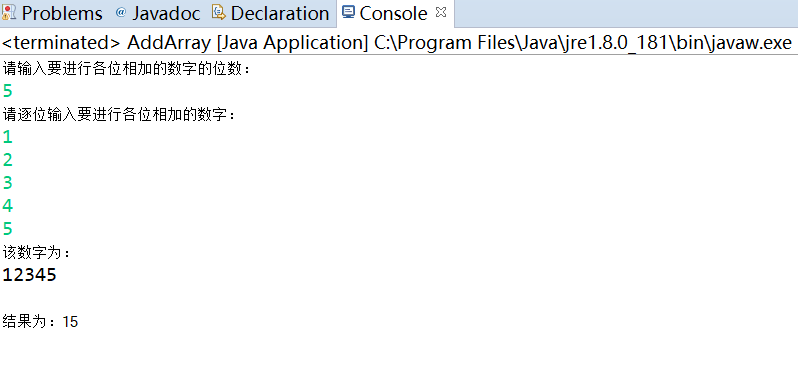 Problems @ Javadoc Declaration Console
<terminated> AddArray [Java Application] C:\Program Files\Java\jre1.8.0_181\bin\javaw.exe
请输入要进行各位相加的数字的位数：
5
请逐位输入要进行各位相加的数字：
1
2
3
4
5
该数字为：
12345
结果为：15